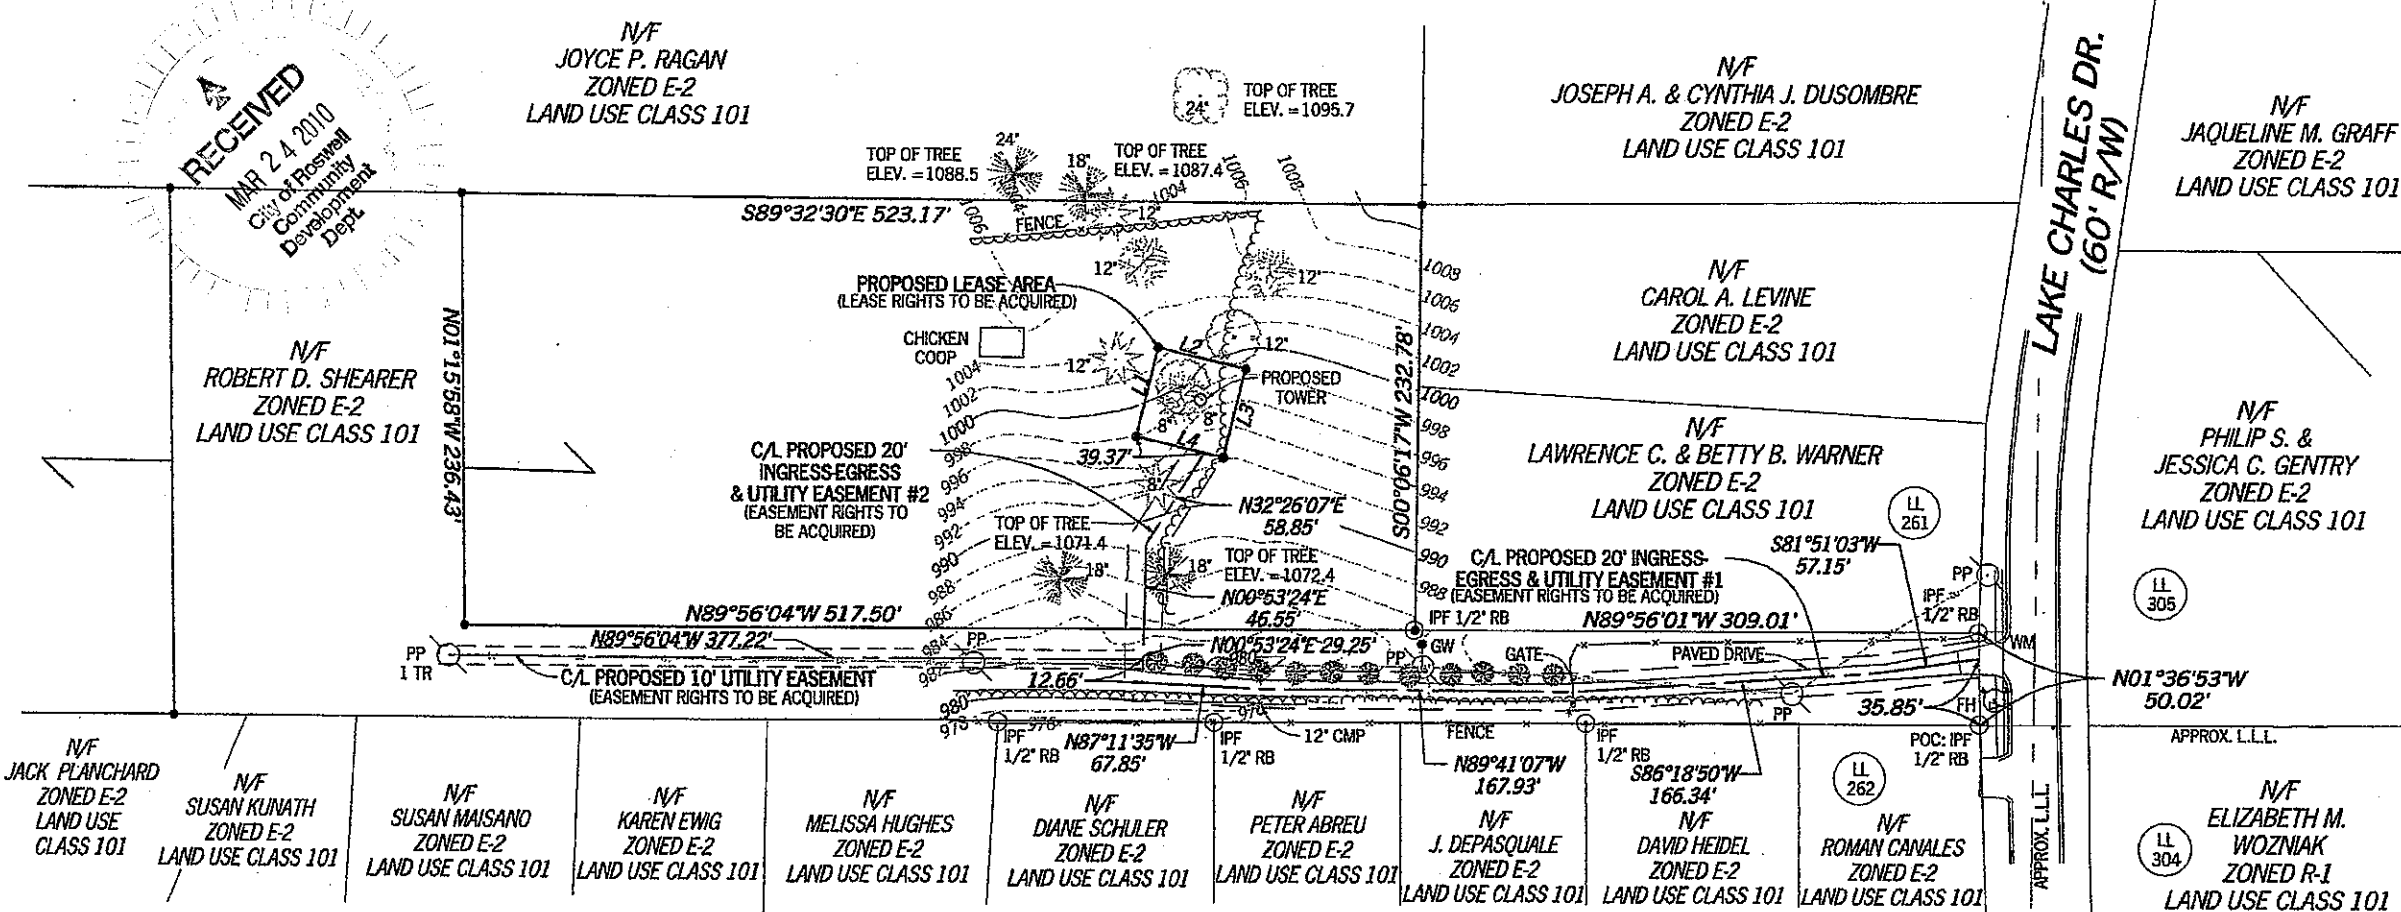 RECEIVED
MAR 24 2010
City of Roswell
Community
Development
Dept.
N/F
JOYCE P. RAGAN
ZONED E-2
LAND USE CLASS 101
24"
TOP OF TREE
ELEV. = 1095.7
TOP OF TREE
ELEV. = 1088.5
24"
18"
TOP OF TREE
ELEV. = 1087.4
N/F
JOSEPH A. & CYNTHIA J. DUSOMBRE
ZONED E-2
LAND USE CLASS 101
LAKE CHARLES DR.
(60' R/W)
N/F
JAQUELINE M. GRAFF
ZONED E-2
LAND USE CLASS 101
S89°32'30"E 523.17'
1006
1004
FENCE
1004
12"
1006
1008
12"
12"
PROPOSED LEASE AREA
(LEASE RIGHTS TO BE ACQUIRED)
CHICKEN
COOP
12"
12"
L1
L2
L3
L4
8"
8"
PROPOSED
TOWER
39.37'
N/F
ROBERT D. SHEARER
ZONED E-2
LAND USE CLASS 101
N01°15'58"W 236.43'
S00°06'17"W 232.78'
1008
1006
1004
1002
1000
998
996
994
992
990
988
N/F
CAROL A. LEVINE
ZONED E-2
LAND USE CLASS 101
N/F
LAWRENCE C. & BETTY B. WARNER
ZONED E-2
LAND USE CLASS 101
LL
261
N/F
PHILIP S. &
JESSICA C. GENTRY
ZONED E-2
LAND USE CLASS 101
LL
305
1004
1002
1000
998
996
994
992
990
988
986
984
982
980
978
C/L PROPOSED 20'
INGRESS-EGRESS
& UTILITY EASEMENT #2
(EASEMENT RIGHTS TO
BE ACQUIRED)
8"
TOP OF TREE
ELEV. = 1071.4
18"
18"
N32°26'07"E
58.85'
TOP OF TREE
ELEV. = 1072.4
N00°53'24"E
46.55'
N00°53'24"E 29.25'
C/L PROPOSED 20' INGRESS-
EGRESS & UTILITY EASEMENT #1
(EASEMENT RIGHTS TO BE ACQUIRED)
S81°51'03"W
57.15'
PP
IPF
1/2" RB
WM
N89°56'04"W 517.50'
IPF 1/2" RB
N89°56'01"W 309.01'
PP
1 TR
N89°56'04"W 377.22'
PP
C/L PROPOSED 10' UTILITY EASEMENT
(EASEMENT RIGHTS TO BE ACQUIRED)
12.66'
980
PP
GW
GATE
PAVED DRIVE
PP
35.85'
FH
N01°36'53"W
50.02'
976
976
IPF
1/2" RB
N87°11'35"W
67.85'
IPF
1/2" RB
12" CMP
FENCE
N89°41'07"W
167.93'
IPF
1/2" RB
S86°18'50"W
166.34'
POC: IPF
1/2" RB
APPROX. L.L.L.
APPROX. L.L.L.
LL
262
LL
304
N/F
JACK PLANCHARD
ZONED E-2
LAND USE
CLASS 101
N/F
SUSAN KUNATH
ZONED E-2
LAND USE CLASS 101
N/F
SUSAN MAISANO
ZONED E-2
LAND USE CLASS 101
N/F
KAREN EWIG
ZONED E-2
LAND USE CLASS 101
N/F
MELISSA HUGHES
ZONED E-2
LAND USE CLASS 101
N/F
DIANE SCHULER
ZONED E-2
LAND USE CLASS 101
N/F
PETER ABREU
ZONED E-2
LAND USE CLASS 101
N/F
J. DEPASQUALE
ZONED E-2
LAND USE CLASS 101
N/F
DAVID HEIDEL
ZONED E-2
LAND USE CLASS 101
N/F
ROMAN CANALES
ZONED E-2
LAND USE CLASS 101
N/F
ELIZABETH M.
WOZNIAK
ZONED R-1
LAND USE CLASS 101